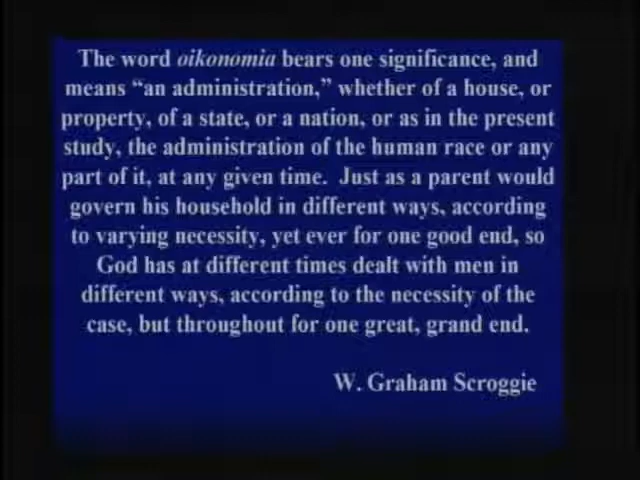 The word oikonomia bears one significance, and
means “an administration,” whether of a house, or
property, of a state, or a nation, or as in the present
study, the administration of the human race or any
part of it, at any given time.  Just as a parent would
govern his household in different ways, according
to varying necessity, yet ever for one good end, so
God has at different times dealt with men in
different ways, according to the necessity of the
case, but throughout for one great, grand end.
W. Graham Scroggie